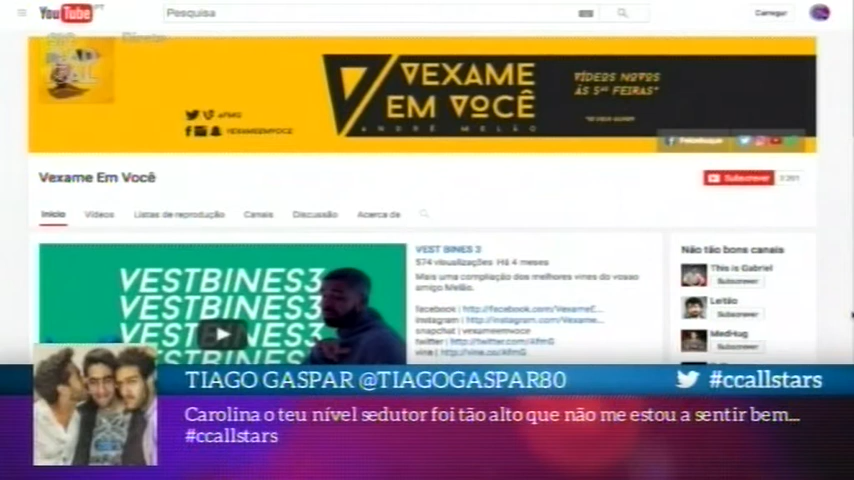 YouTube PT
Pesquisa
Carregar
Direto
VEXAME
EM VOCÊ
ANDRÉ MELÃO
VÍDEOS NOVOS
ÀS 5as FEIRAS*
/AFMG
/VEXAMEEMVOCE
Vexame Em Você
Subscrever
Início
Vídeos
Listas de reprodução
Canais
Discussão
Acerca de
VESTBINES3
VESTBINES3
VESTBINES3
VESTBINES3
VEST BINES 3
574 visualizações Há 4 meses
Mais uma compilação dos melhores vines do vosso
amigo Melão.
facebook | http://facebook.com/VexameE...
instagram | http://instagram.com/Vexame...
snapchat | vexameemvoce
twitter | http://twitter.com/Afmg
vine | http://vine.co/AfmG
Não tão bons canais
This is Gabriel
Subscrever
Leitão
Subscrever
MedHug
Subscrever
TIAGO GASPAR @TIAGOGASPAR80
#ccallstars
Carolina o teu nível sedutor foi tão alto que não me estou a sentir bem...
#ccallstars